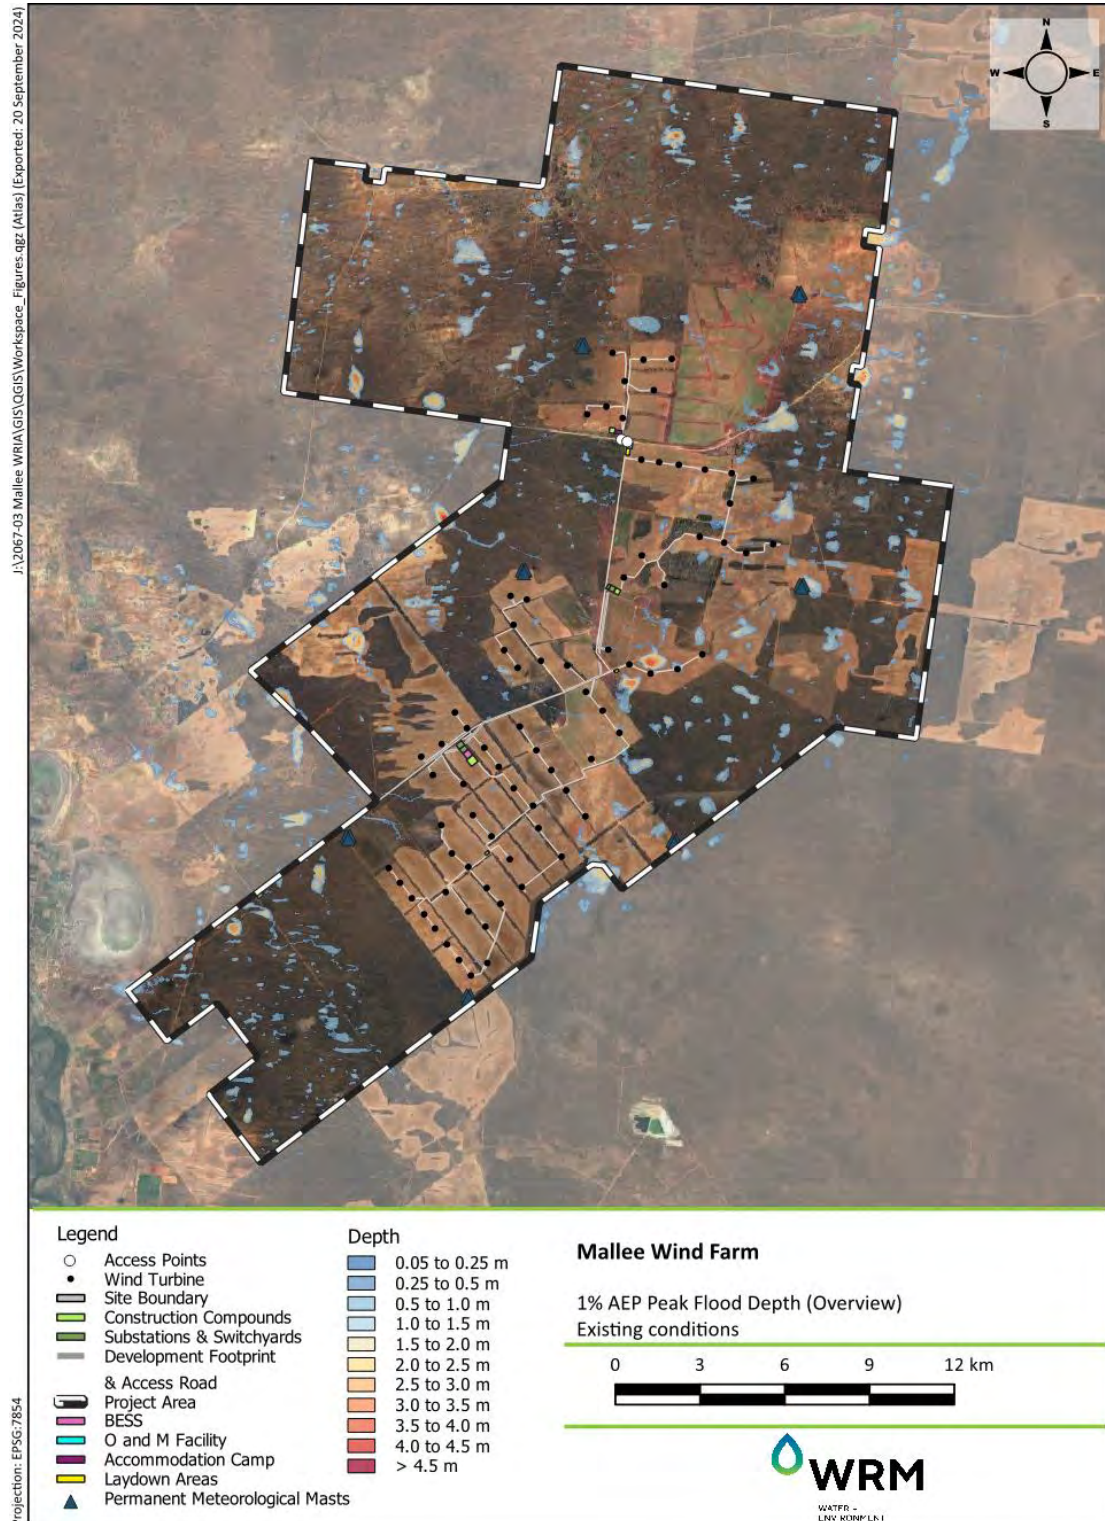 J:\2067-03 Mallee WRIA\GIS\QGIS\Workspace_Figures.qgz (Atlas) (Exported: 20 September 2024)
Projection: EPSG:7854
N
W
E
S
Legend
Access Points
Wind Turbine
Site Boundary
Construction Compounds
Substations & Switchyards
Development Footprint
& Access Road
Project Area
BESS
O and M Facility
Accommodation Camp
Laydown Areas
Permanent Meteorological Masts
Depth
0.05 to 0.25 m
0.25 to 0.5 m
0.5 to 1.0 m
1.0 to 1.5 m
1.5 to 2.0 m
2.0 to 2.5 m
2.5 to 3.0 m
3.0 to 3.5 m
3.5 to 4.0 m
4.0 to 4.5 m
> 4.5 m
Mallee Wind Farm
1% AEP Peak Flood Depth (Overview)
Existing conditions
0 3 6 9 12 km
WRM
WATER +
ENVIRONMENT